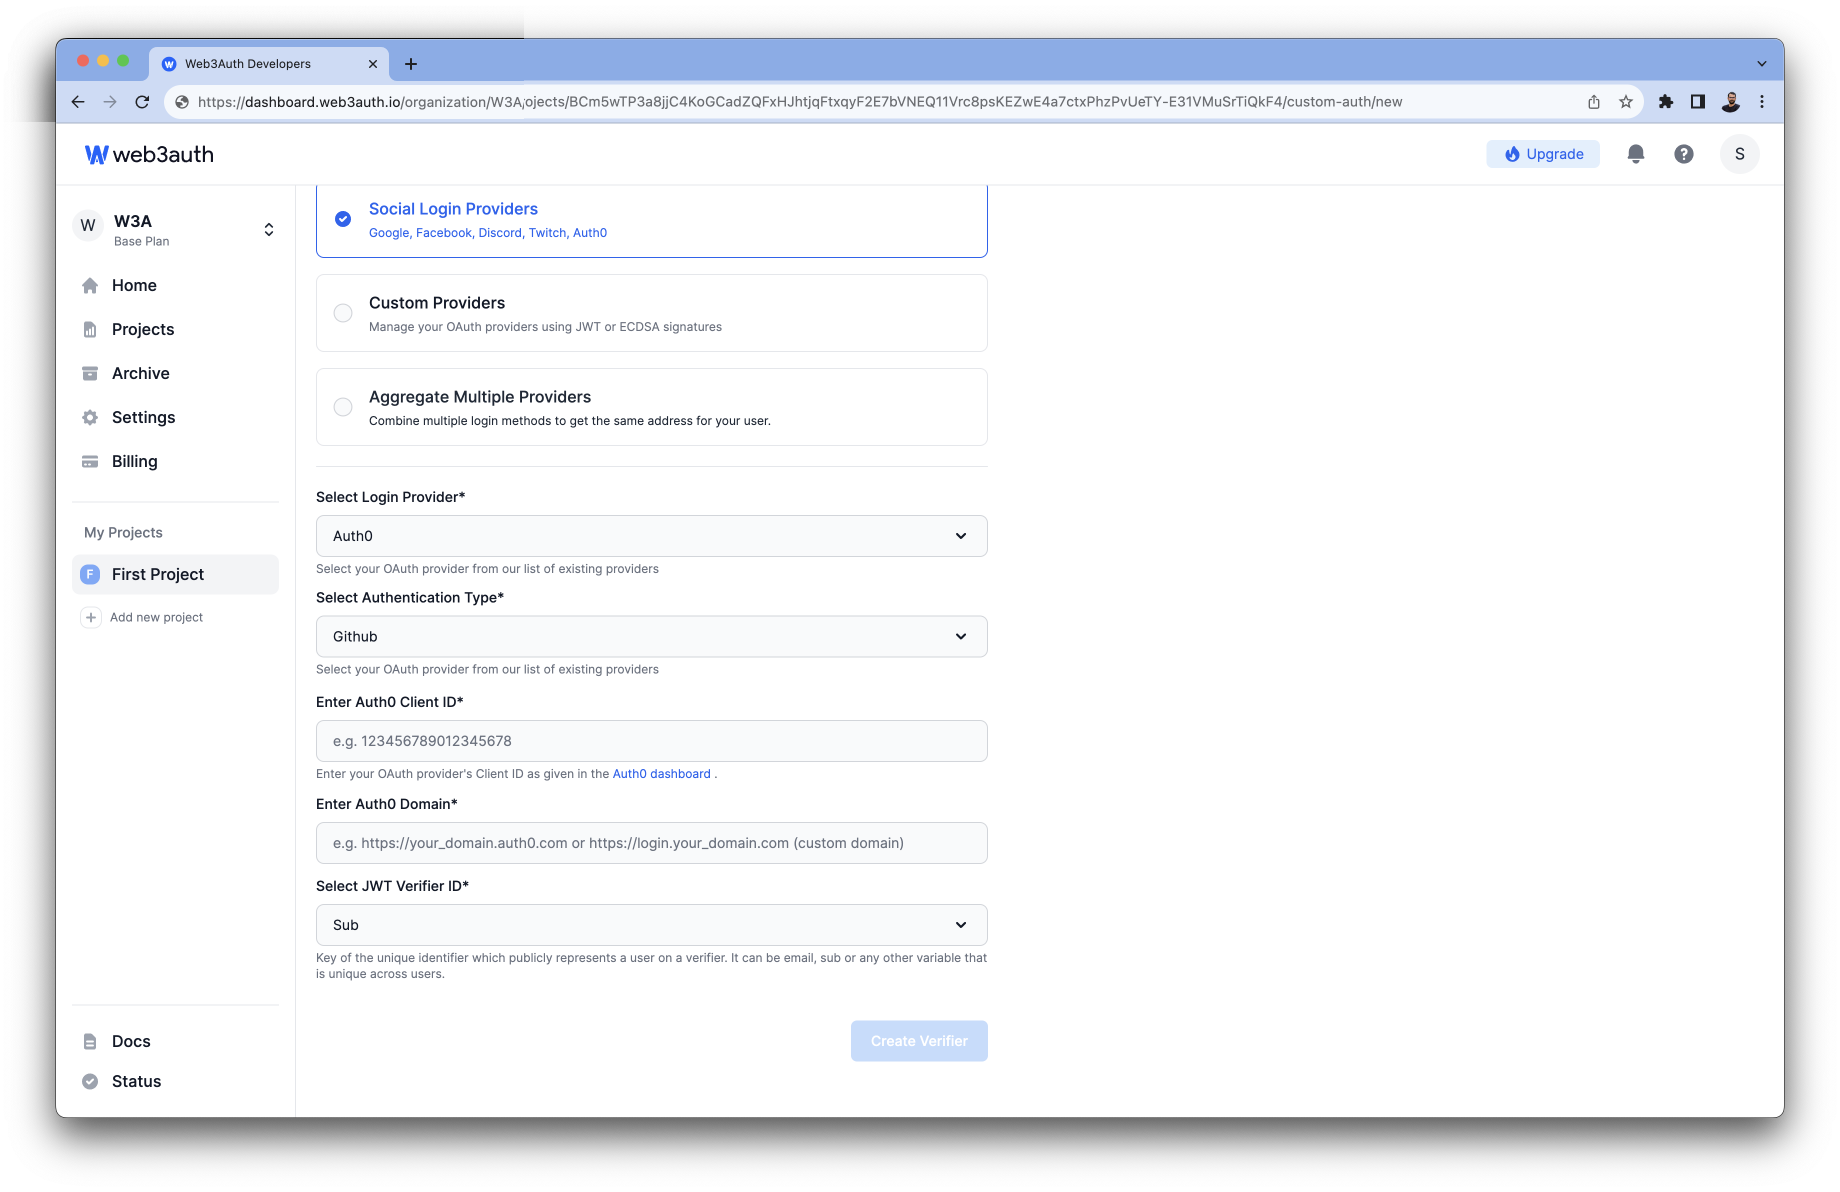 Web3Auth Developers
https://dashboard.web3auth.io/organization/W3A/ojects/BCm5wTP3a8jjC4KoGCadZQFxHJhtjqFtxqyF2E7bVNEQ11Vrc8psKEZwE4a7ctxPhzPvUeTY-E31VMuSrTiQkF4/custom-auth/new
web3auth
Upgrade
S
W
W3A
Base Plan
Home
Projects
Archive
Settings
Billing
My Projects
F
First Project
Add new project
Docs
Status
Social Login Providers
Google, Facebook, Discord, Twitch, Auth0
Custom Providers
Manage your OAuth providers using JWT or ECDSA signatures
Aggregate Multiple Providers
Combine multiple login methods to get the same address for your user.
Select Login Provider*
Auth0
Select your OAuth provider from our list of existing providers
Select Authentication Type*
Github
Select your OAuth provider from our list of existing providers
Enter Auth0 Client ID*
e.g. 123456789012345678
Enter your OAuth provider's Client ID as given in the Auth0 dashboard .
Enter Auth0 Domain*
e.g. https://your_domain.auth0.com or https://login.your_domain.com (custom domain)
Select JWT Verifier ID*
Sub
Key of the unique identifier which publicly represents a user on a verifier. It can be email, sub or any other variable that
is unique across users.
Create Verifier